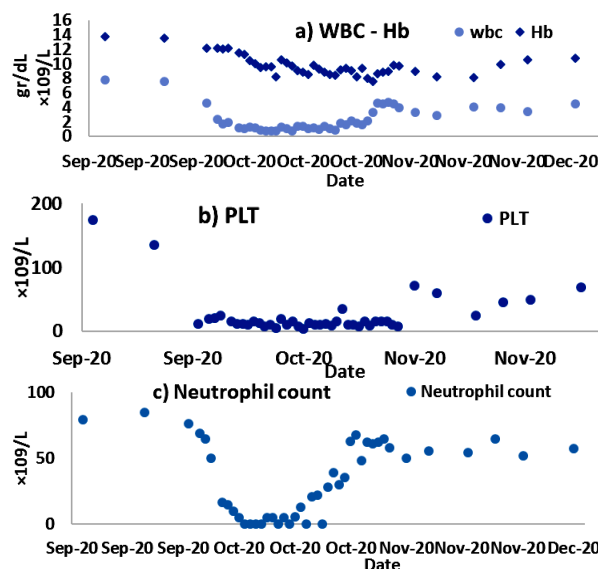 a) WBC - Hb
wbc
Hb
gr/dL
×109/L
16
14
12
10
8
6
4
2
0
Sep-20 Sep-20 Sep-20 Oct-20 Oct-20 Oct-20 Nov-20 Nov-20 Nov-20 Dec-20
Date
b) PLT
PLT
×109/L
200
100
0
Sep-20 Sep-20 Oct-20 Nov-20 Nov-20
Date
c) Neutrophil count
Neutrophil count
×109/L
100
50
0
Sep-20 Sep-20 Sep-20 Oct-20 Oct-20 Oct-20 Nov-20 Nov-20 Nov-20 Dec-20
Date